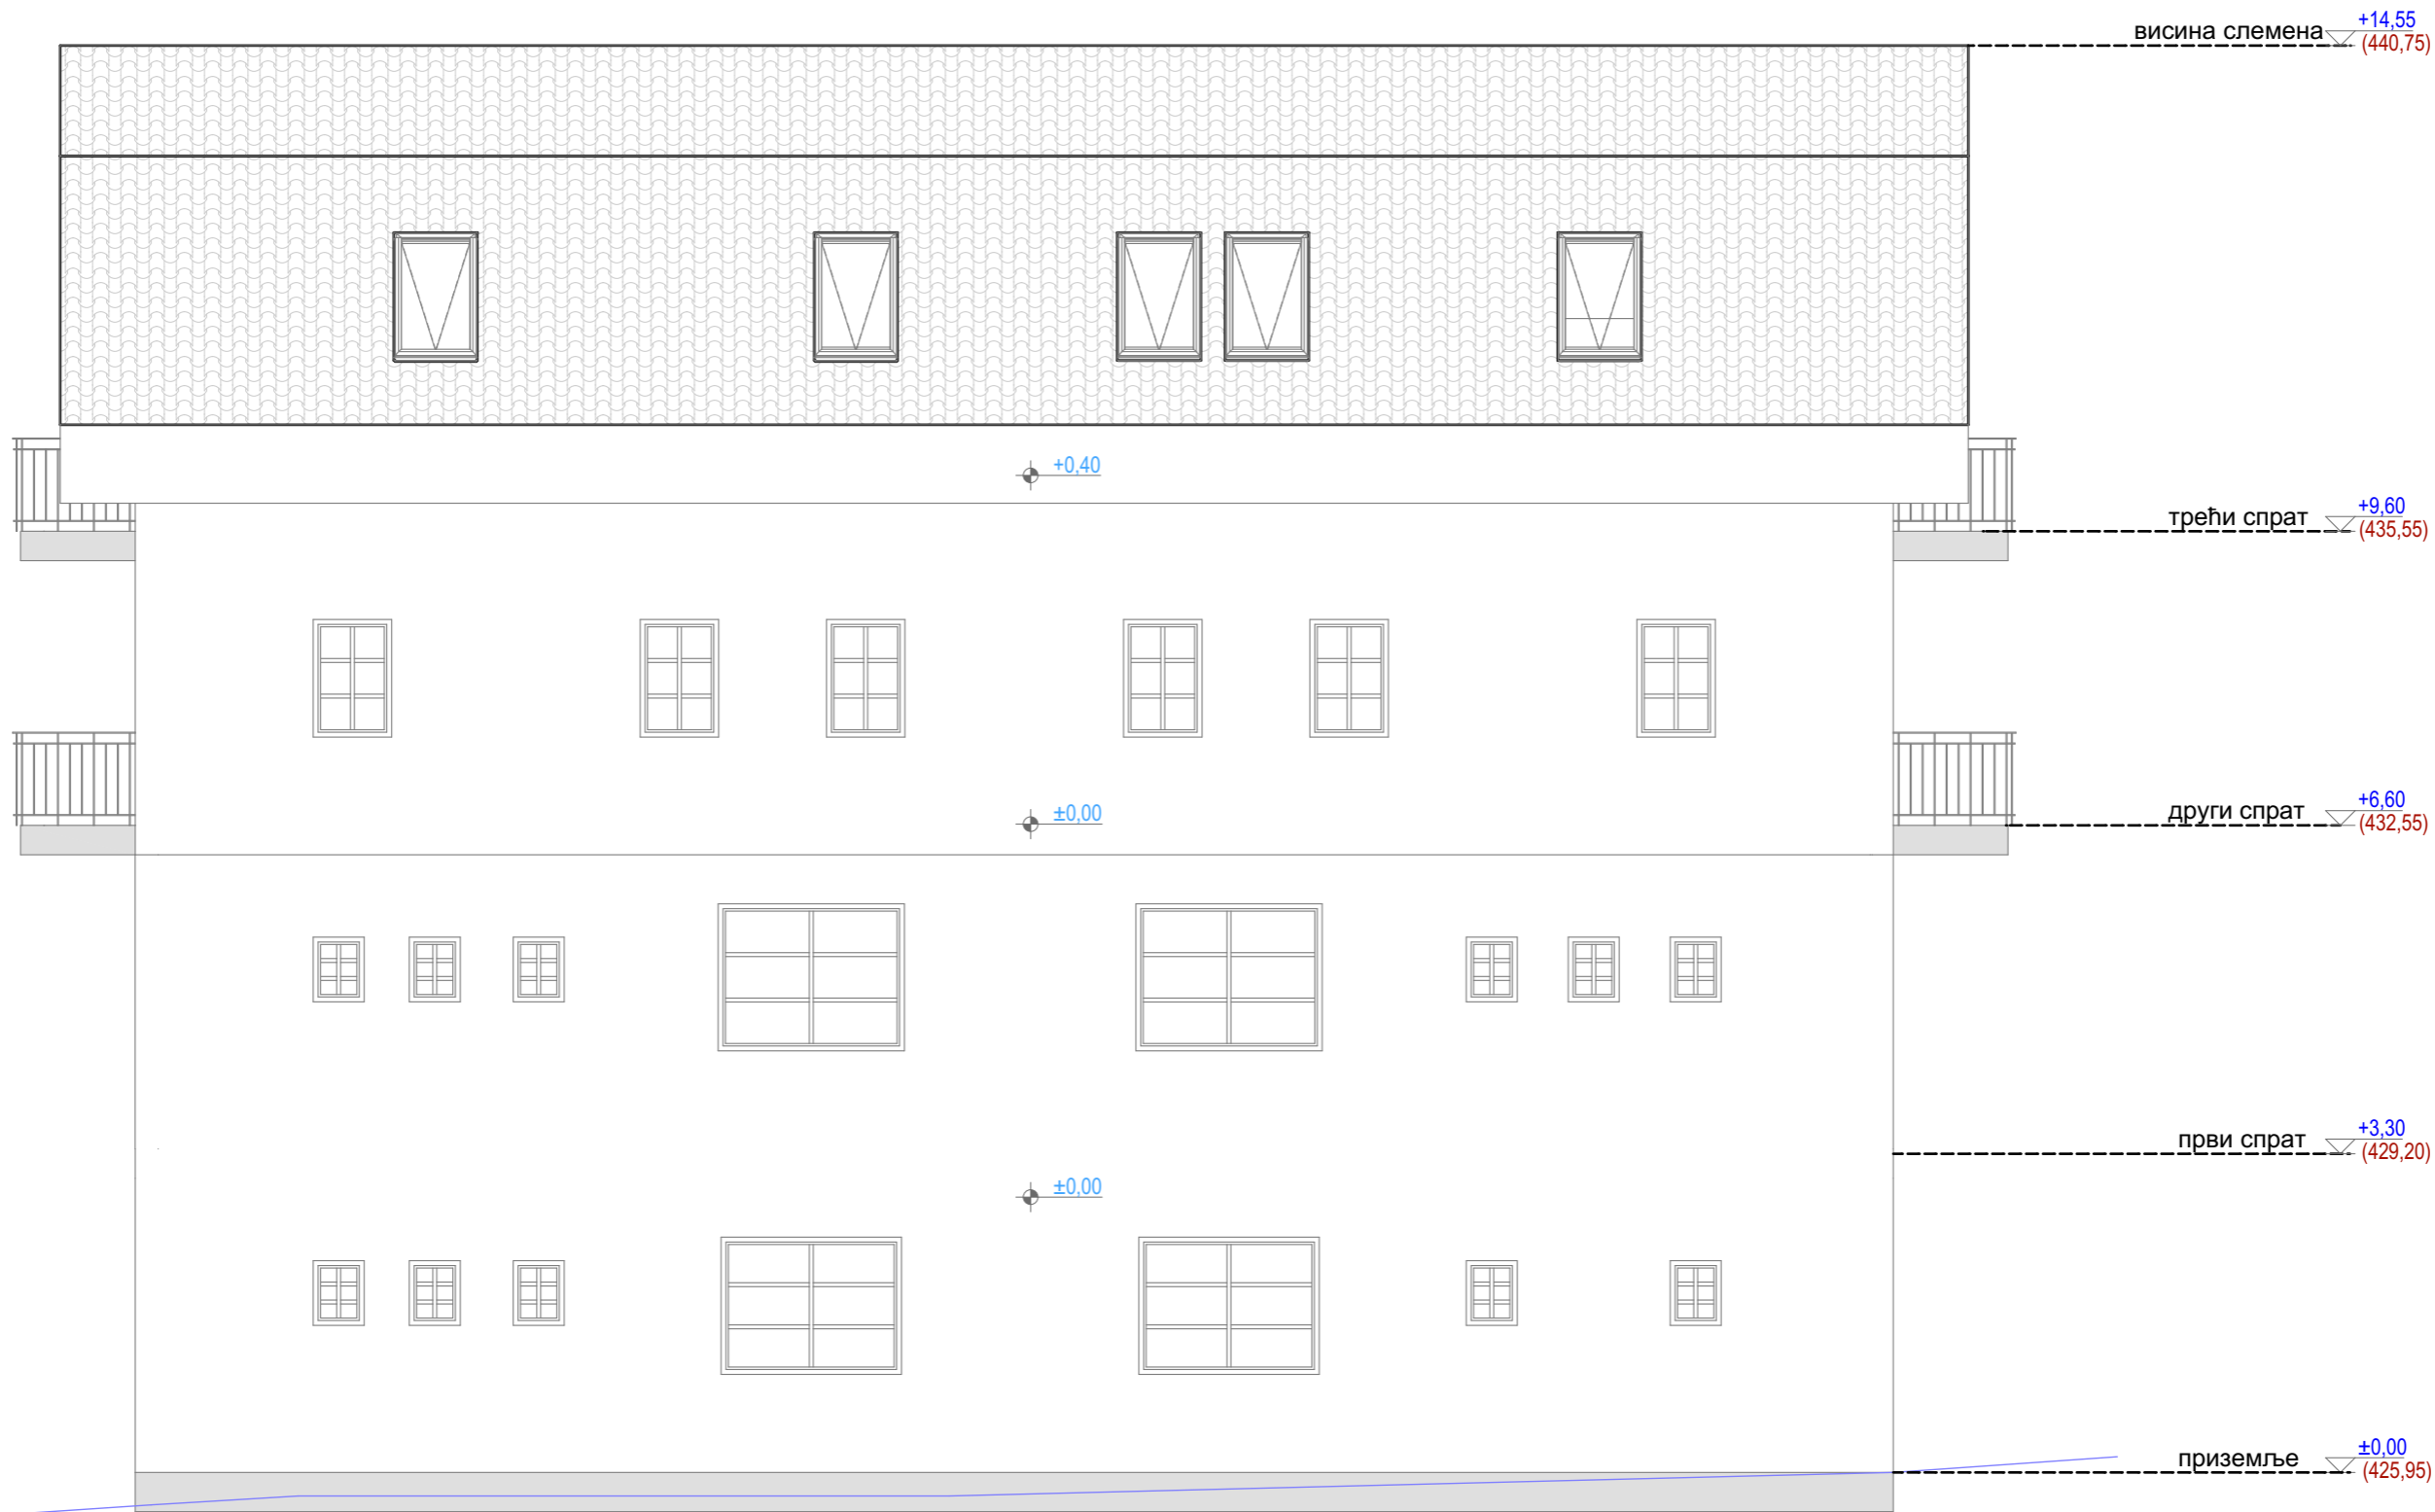 +14,55
висина слемена
(440,75)
+0,40
+9,60
трећи спрат
(435,55)
±0,00
+6,60
други спрат
(432,55)
+3,30
први спрат
(429,20)
±0,00
±0,00
приземље
(425,95)